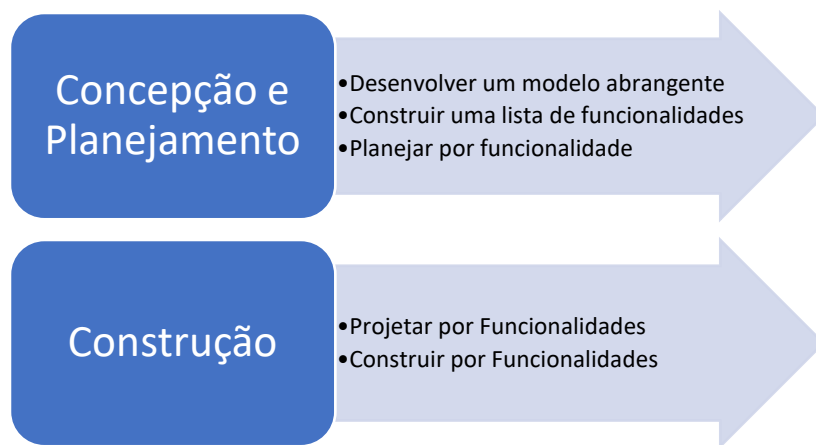 Concepção e
Planejamento
•Desenvolver um modelo abrangente
•Construir uma lista de funcionalidades
•Planejar por funcionalidade
Construção
•Projetar por Funcionalidades
•Construir por Funcionalidades